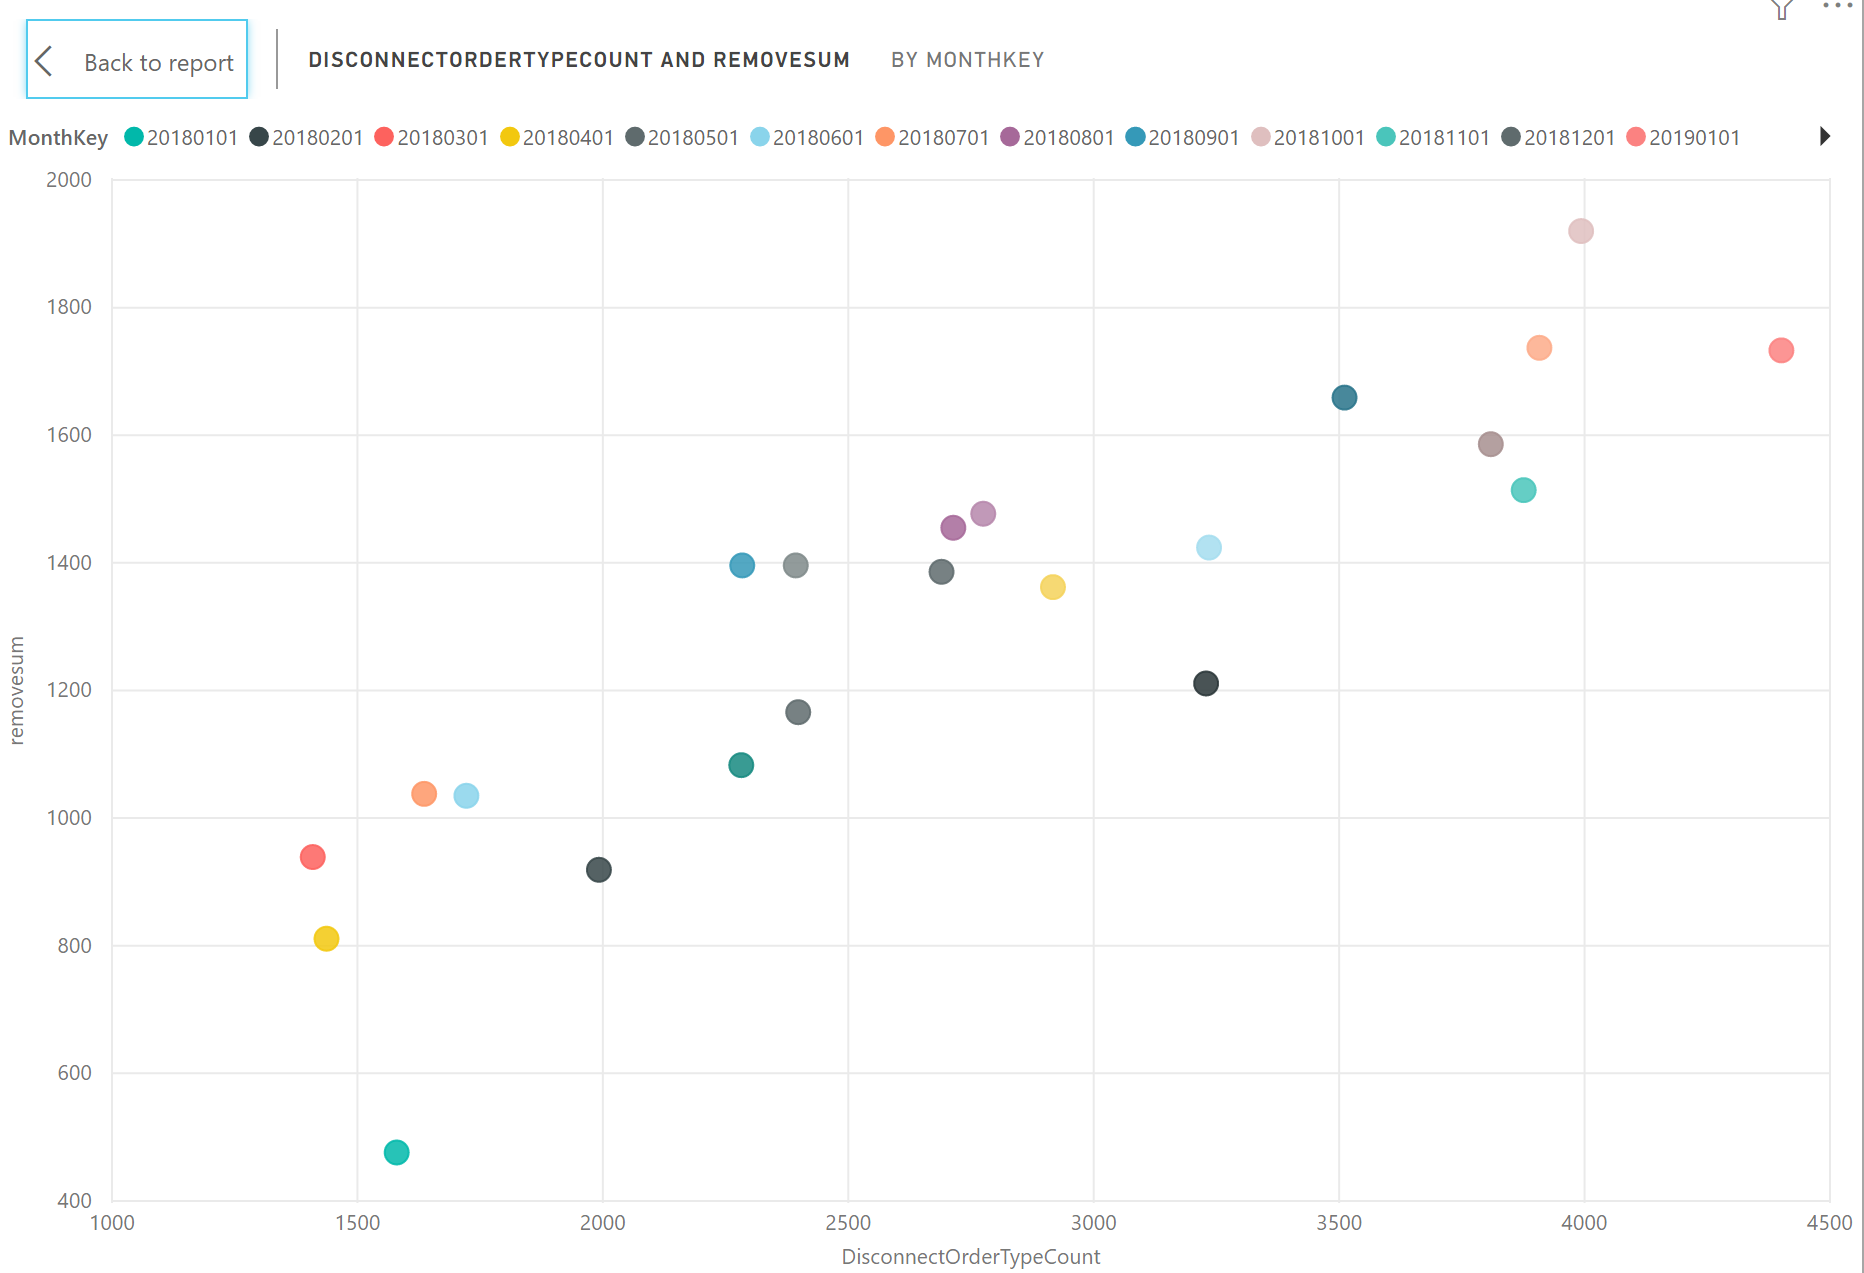 Back to report
DISCONNECTORDERTYPECOUNT AND REMOVESUM BY MONTHKEY
MonthKey 20180101 20180201 20180301 20180401 20180501 20180601 20180701 20180801 20180901 20181001 20181101 20181201 20190101
2000
1800
1600
1400
1200
1000
800
600
400
removesum
1000 1500 2000 2500 3000 3500 4000 4500
DisconnectOrderTypeCount